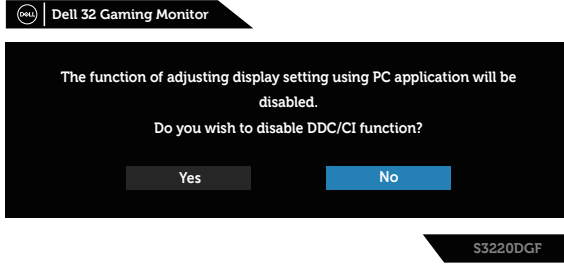 DELL
Dell 32 Gaming Monitor
The function of adjusting display setting using PC application will be
disabled.
Do you wish to disable DDC/CI function?
Yes
No
S3220DGF